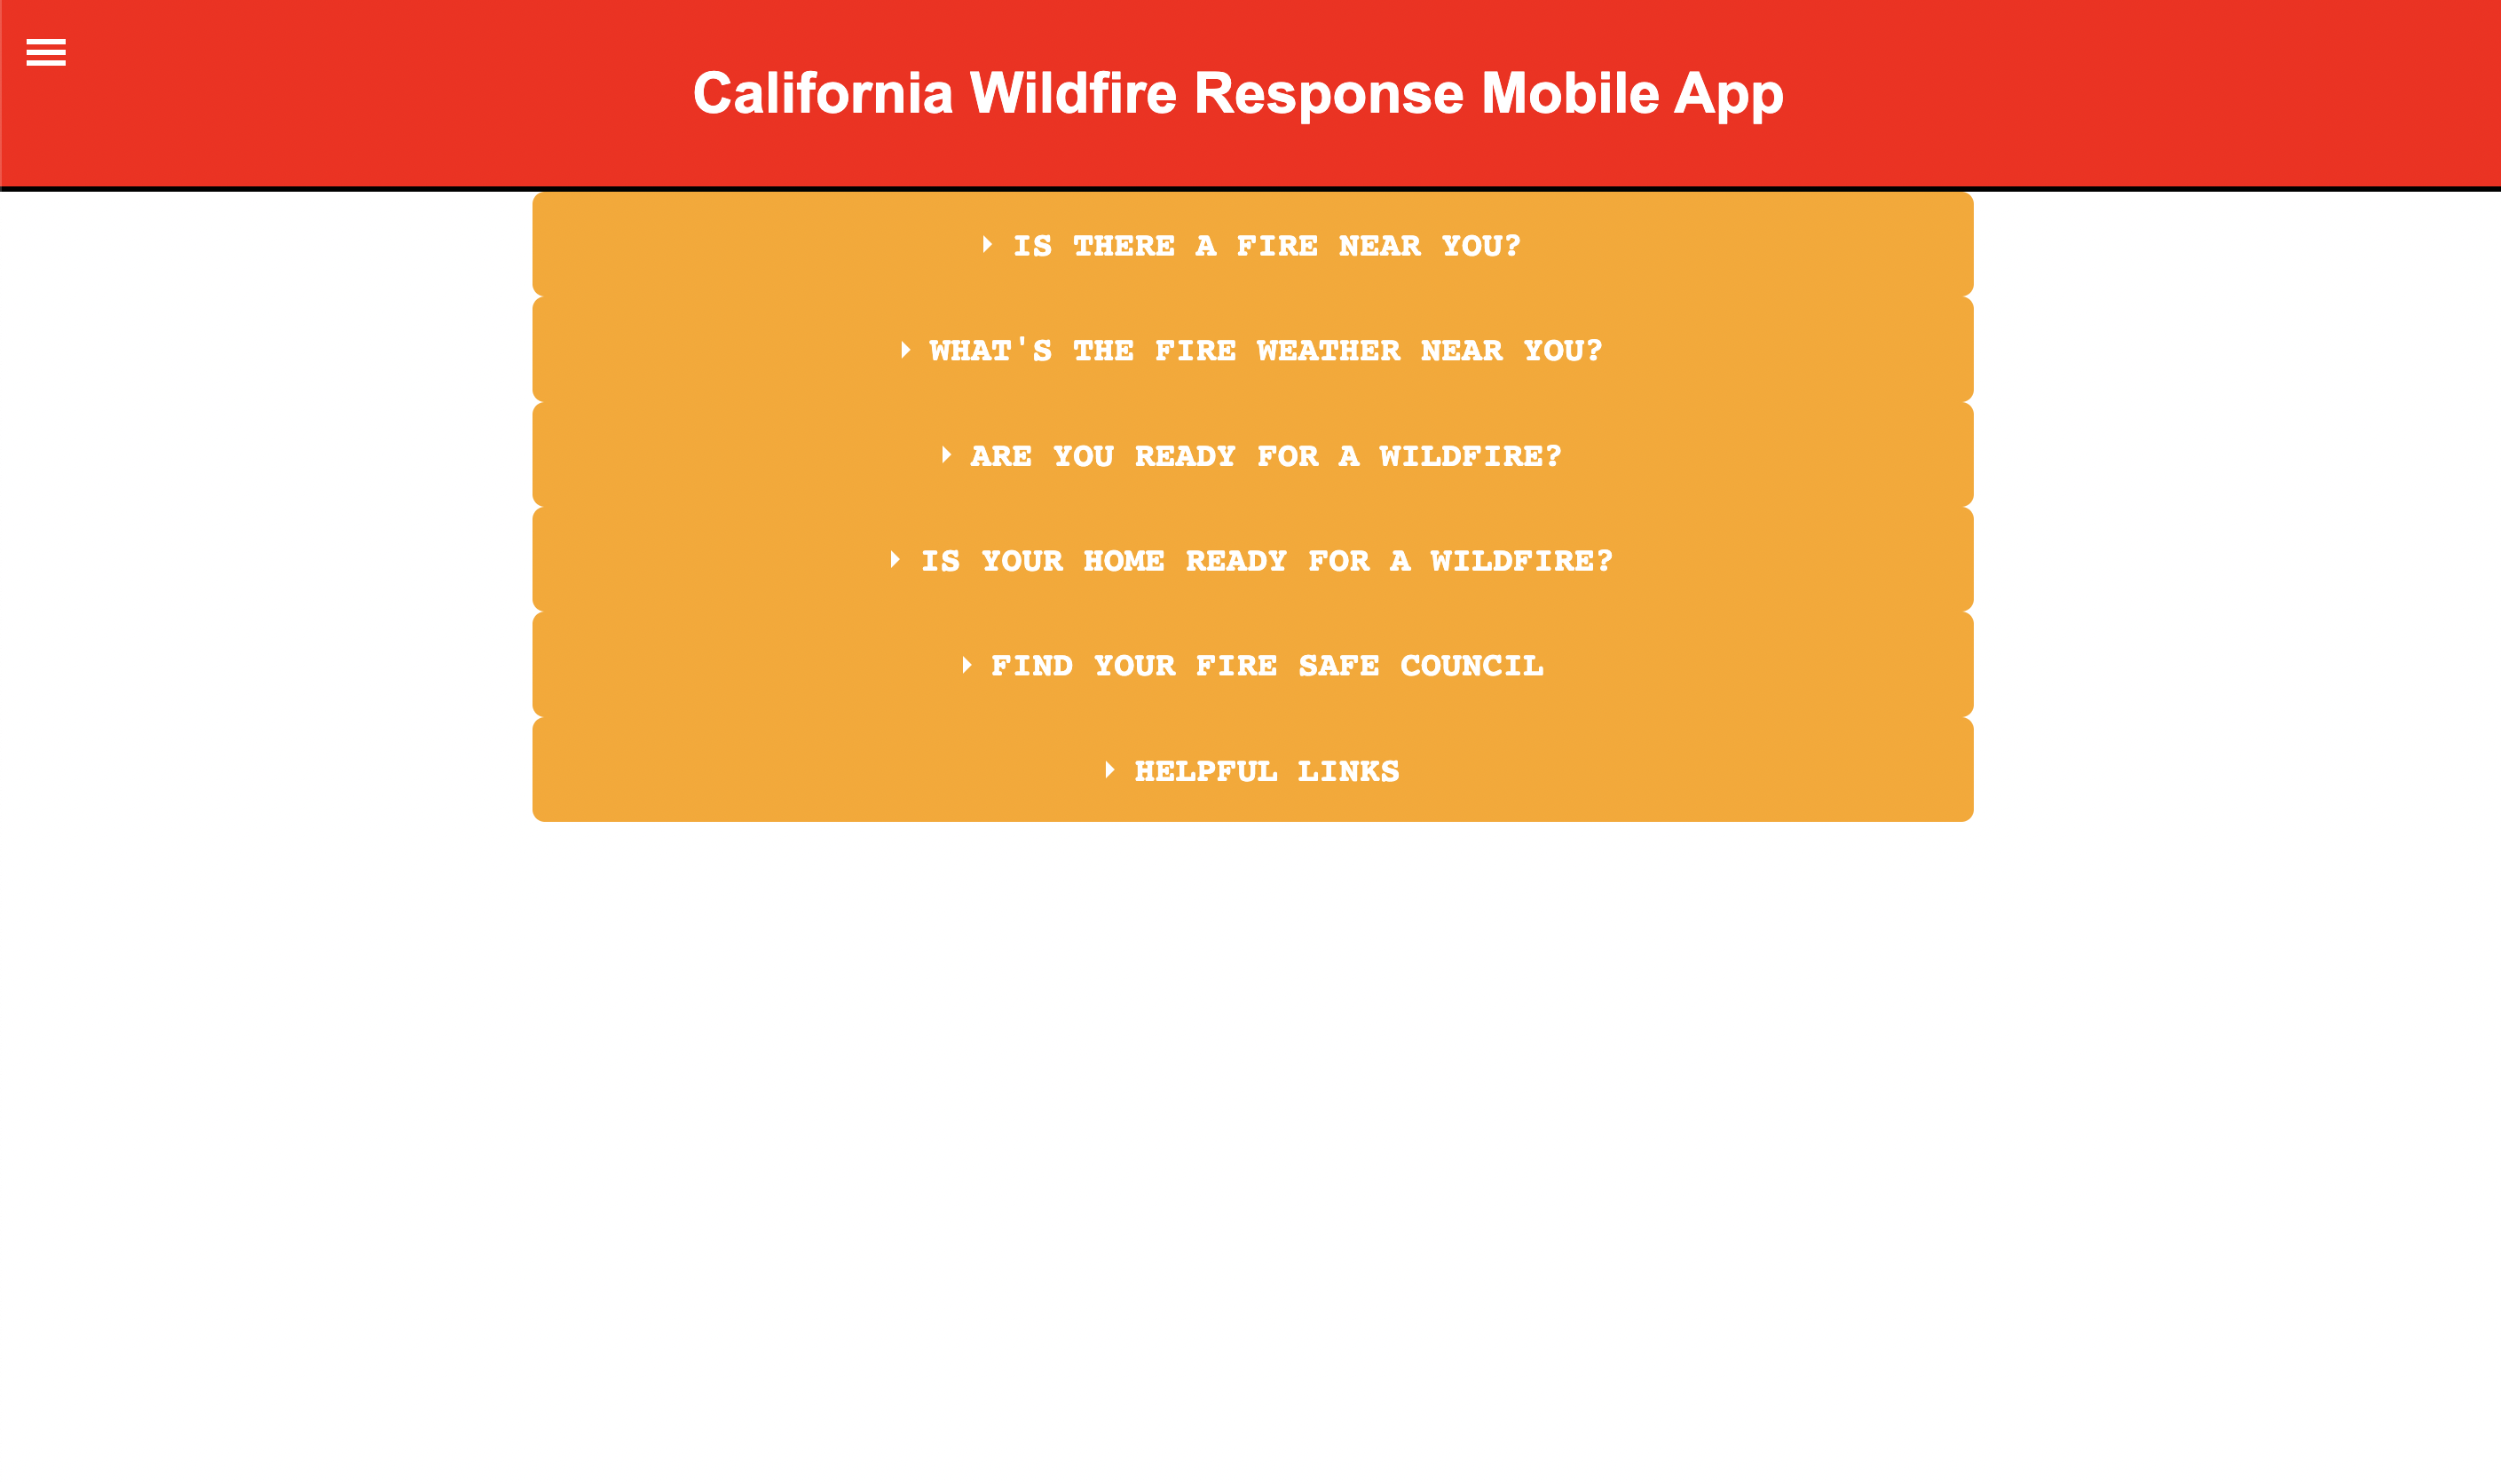 California Wildfire Response Mobile App
IS THERE A FIRE NEAR YOU?
WHAT'S THE FIRE WEATHER NEAR YOU?
ARE YOU READY FOR A WILDFIRE?
IS YOUR HOME READY FOR A WILDFIRE?
FIND YOUR FIRE SAFE COUNCIL
HELPFUL LINKS